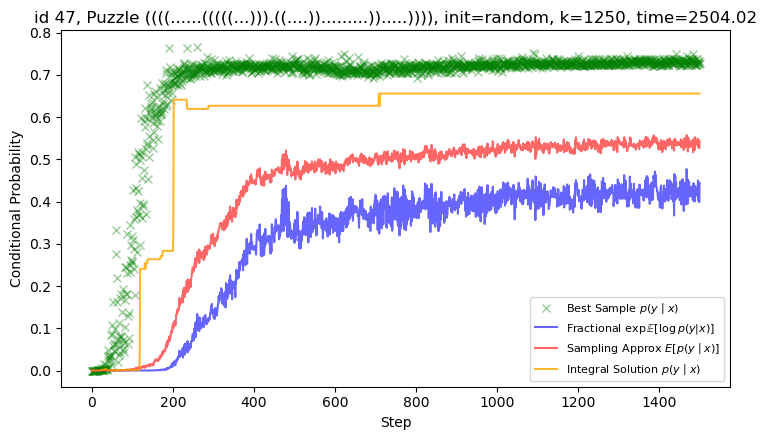 id 47, Puzzle ((((......(((((...))).((....)).........)).....)))), init=random, k=1250, time=2504.02
0.8
0.7
0.6
0.5
0.4
0.3
0.2
0.1
0.0
Conditional Probability
Best Sample p(y | x)
Fractional exp𝔼[log p(y|x)]
Sampling Approx E[p(y | x)]
Integral Solution p(y | x)
0 200 400 600 800 1000 1200 1400
Step